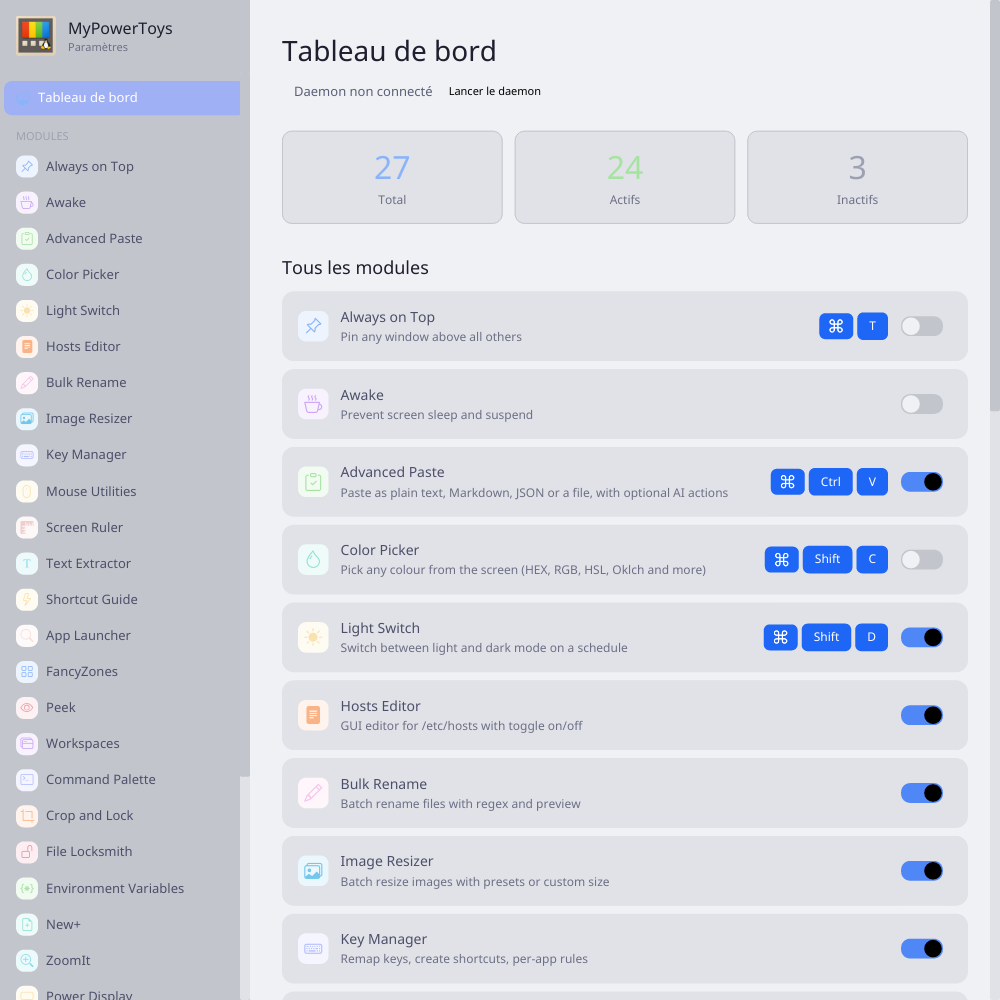 MyPowerToys
Paramètres
Tableau de bord
MODULES
Always on Top
Awake
Advanced Paste
Color Picker
Light Switch
Hosts Editor
Bulk Rename
Image Resizer
Key Manager
Mouse Utilities
Screen Ruler
Text Extractor
Shortcut Guide
App Launcher
FancyZones
Peek
Workspaces
Command Palette
Crop and Lock
File Locksmith
Environment Variables
New+
ZoomIt
Power Display
Tableau de bord
Daemon non connecté Lancer le daemon
27
Total
24
Actifs
3
Inactifs
Tous les modules
Always on Top
Pin any window above all others
⌘ T
Awake
Prevent screen sleep and suspend
Advanced Paste
Paste as plain text, Markdown, JSON or a file, with optional AI actions
⌘ Ctrl V
Color Picker
Pick any colour from the screen (HEX, RGB, HSL, Oklch and more)
⌘ Shift C
Light Switch
Switch between light and dark mode on a schedule
⌘ Shift D
Hosts Editor
GUI editor for /etc/hosts with toggle on/off
Bulk Rename
Batch rename files with regex and preview
Image Resizer
Batch resize images with presets or custom size
Key Manager
Remap keys, create shortcuts, per-app rules